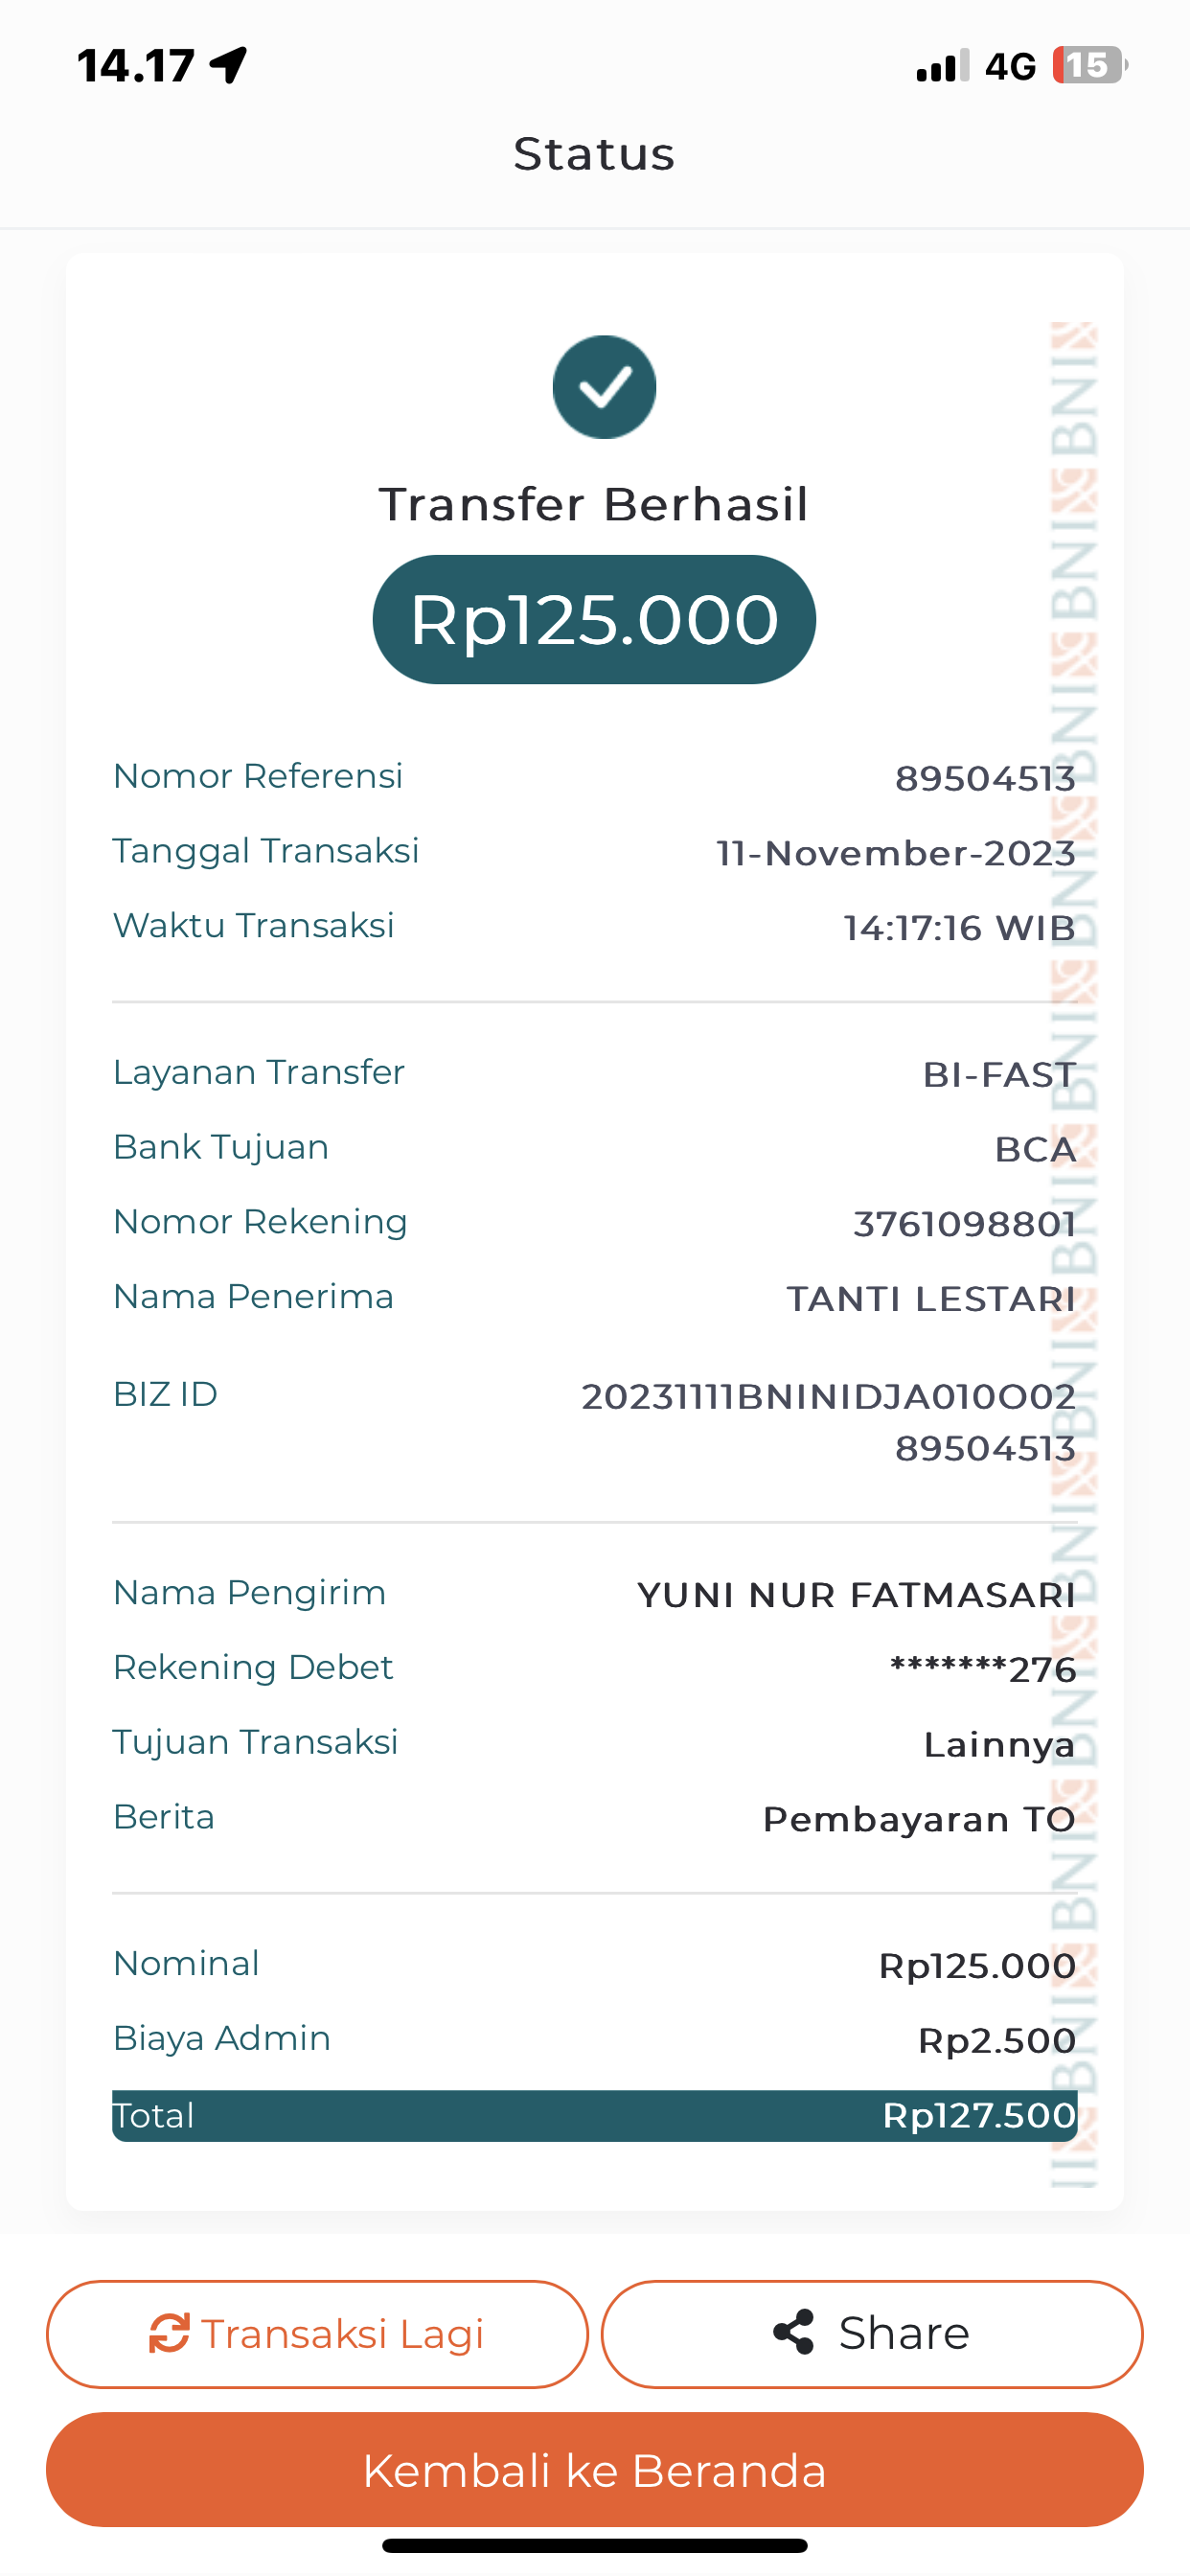 14.17
4G 15
Status
Transfer Berhasil
Rp125.000
Nomor Referensi 89504513
Tanggal Transaksi 11-November-2023
Waktu Transaksi 14:17:16 WIB
Layanan Transfer BI-FAST
Bank Tujuan BCA
Nomor Rekening 3761098801
Nama Penerima TANTI LESTARI
BIZ ID 20231111BNINIDJA010O02
89504513
Nama Pengirim YUNI NUR FATMASARI
Rekening Debet *******276
Tujuan Transaksi Lainnya
Berita Pembayaran TO
Nominal Rp125.000
Biaya Admin Rp2.500
Total Rp127.500
BNI BNI BNI BNI BNI BNI BNI BNI BNI BNI BNI
Transaksi Lagi
Share
Kembali ke Beranda